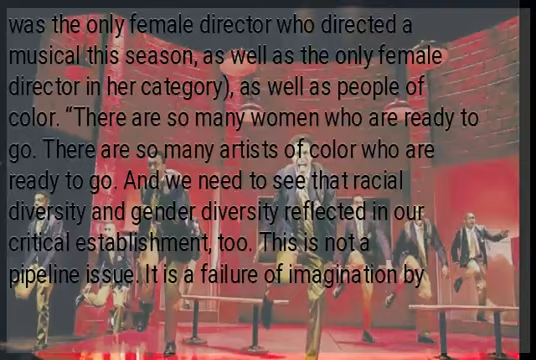 was the only female director who directed a
musical this season, as well as the only female
director in her category), as well as people of
color. “There are so many women who are ready to
go. There are so many artists of color who are
ready to go. And we need to see that racial
diversity and gender diversity reflected in our
critical establishment, too. This is not a
pipeline issue. It is a failure of imagination by